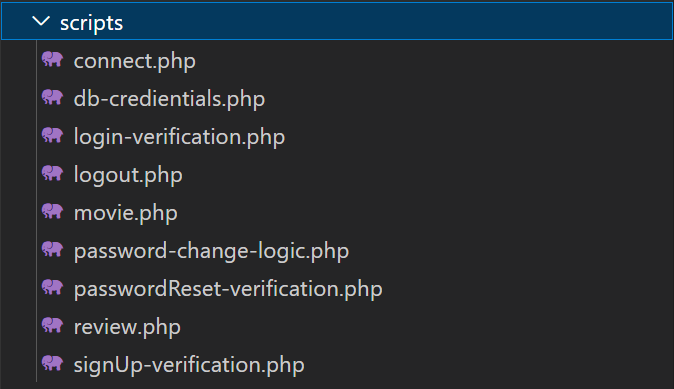 scripts
connect.php
db-credientials.php
login-verification.php
logout.php
movie.php
password-change-logic.php
passwordReset-verification.php
review.php
signUp-verification.php